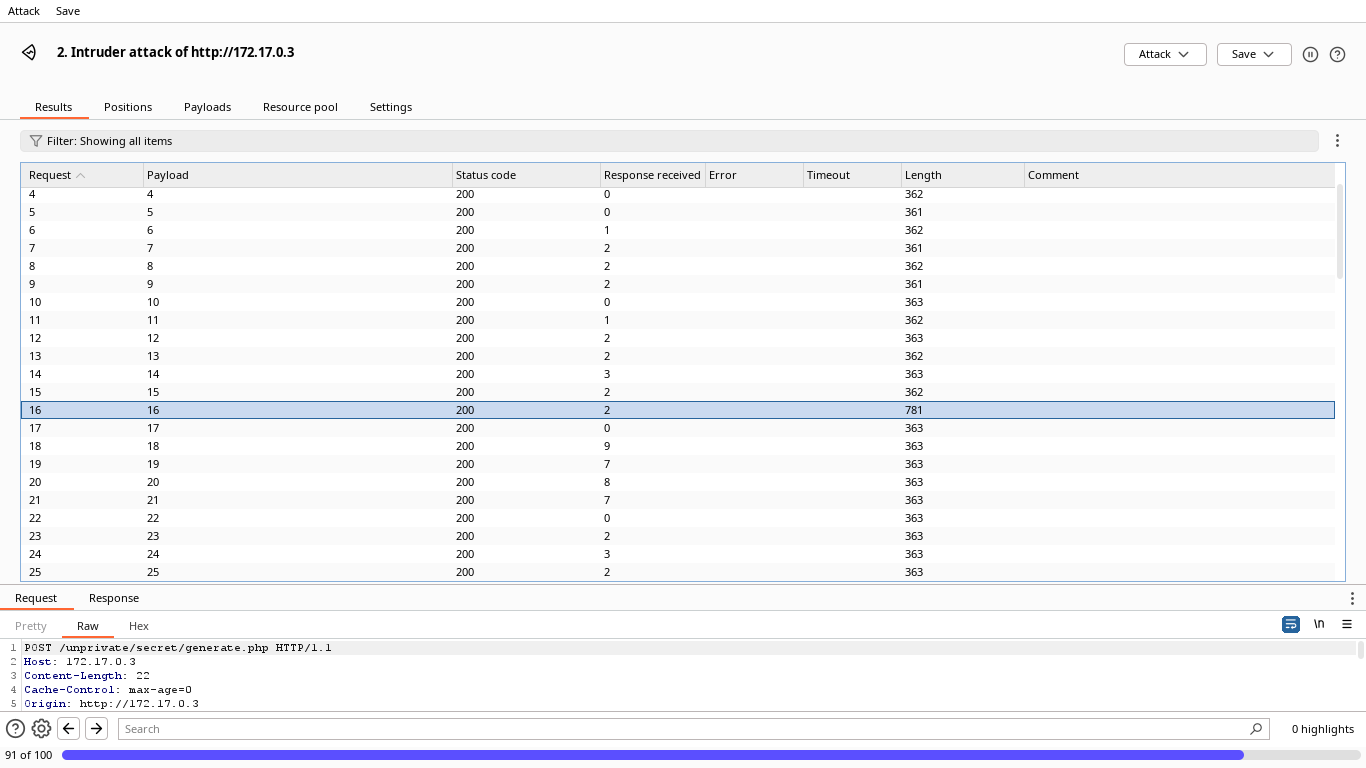 Attack Save
2. Intruder attack of http://172.17.0.3
Attack Save
Results Positions Payloads Resource pool Settings
Filter: Showing all items
Request Payload Status code Response received Error Timeout Length Comment
4 4 200 0 362
5 5 200 0 361
6 6 200 1 362
7 7 200 2 361
8 8 200 2 362
9 9 200 2 361
10 10 200 0 363
11 11 200 1 362
12 12 200 2 363
13 13 200 2 362
14 14 200 3 363
15 15 200 2 362
16 16 200 2 781
17 17 200 0 363
18 18 200 9 363
19 19 200 7 363
20 20 200 8 363
21 21 200 7 363
22 22 200 0 363
23 23 200 2 363
24 24 200 3 363
25 25 200 2 363
Request Response
Pretty Raw Hex \n
1 POST /unprivate/secret/generate.php HTTP/1.1
2 Host: 172.17.0.3
3 Content-Length: 22
4 Cache-Control: max-age=0
5 Origin: http://172.17.0.3
Search 0 highlights
91 of 100